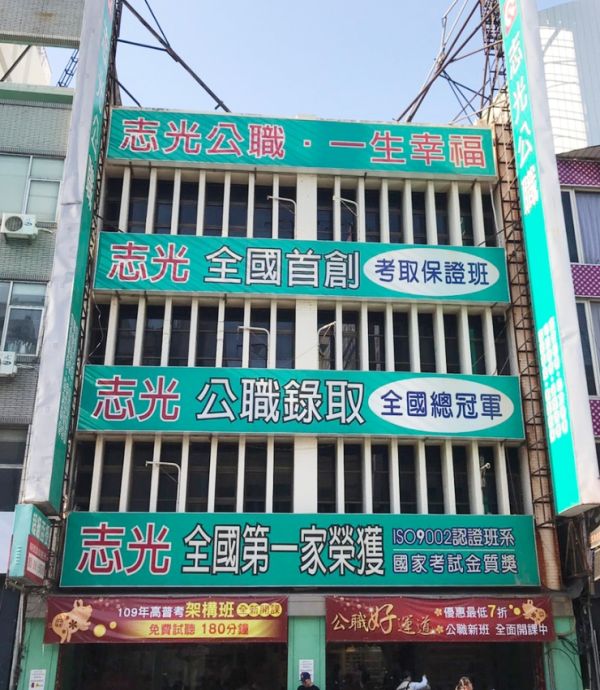 志光公職·一生幸福
志光 全國首創 考取保證班
志光 公職錄取 全國總冠軍
志光 全國第一家榮獲 ISO9002認證班系
國家考試金質獎
109年高普考架構班 全新開課
免費試聽 180分鐘
公職好運道
優惠最低7折
公職新班 全面開課中
志光公職